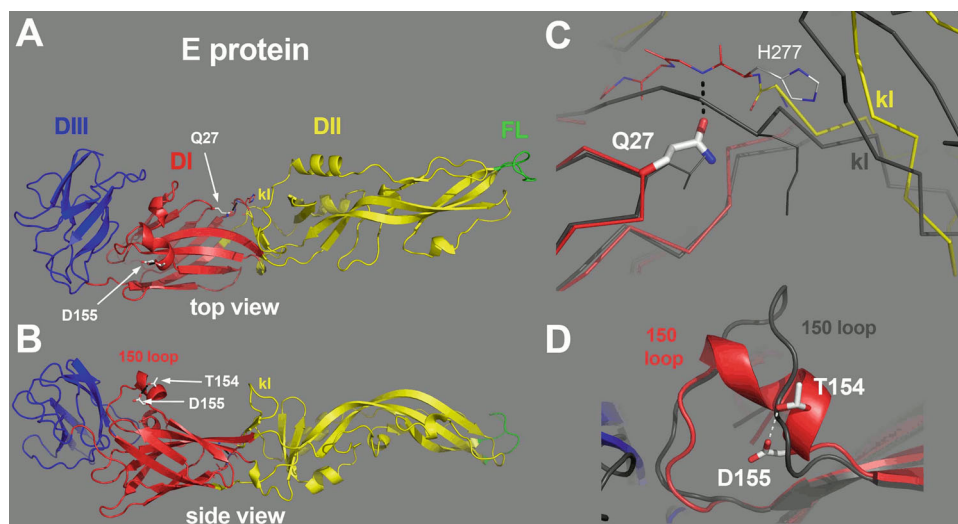 A
E protein
DIII
DI
Q27
kl
DII
FL
D155
top view
B
150 loop
T154
D155
kl
side view
C
H277
Q27
kl
kl
D
150
loop
150 loop
T154
D155